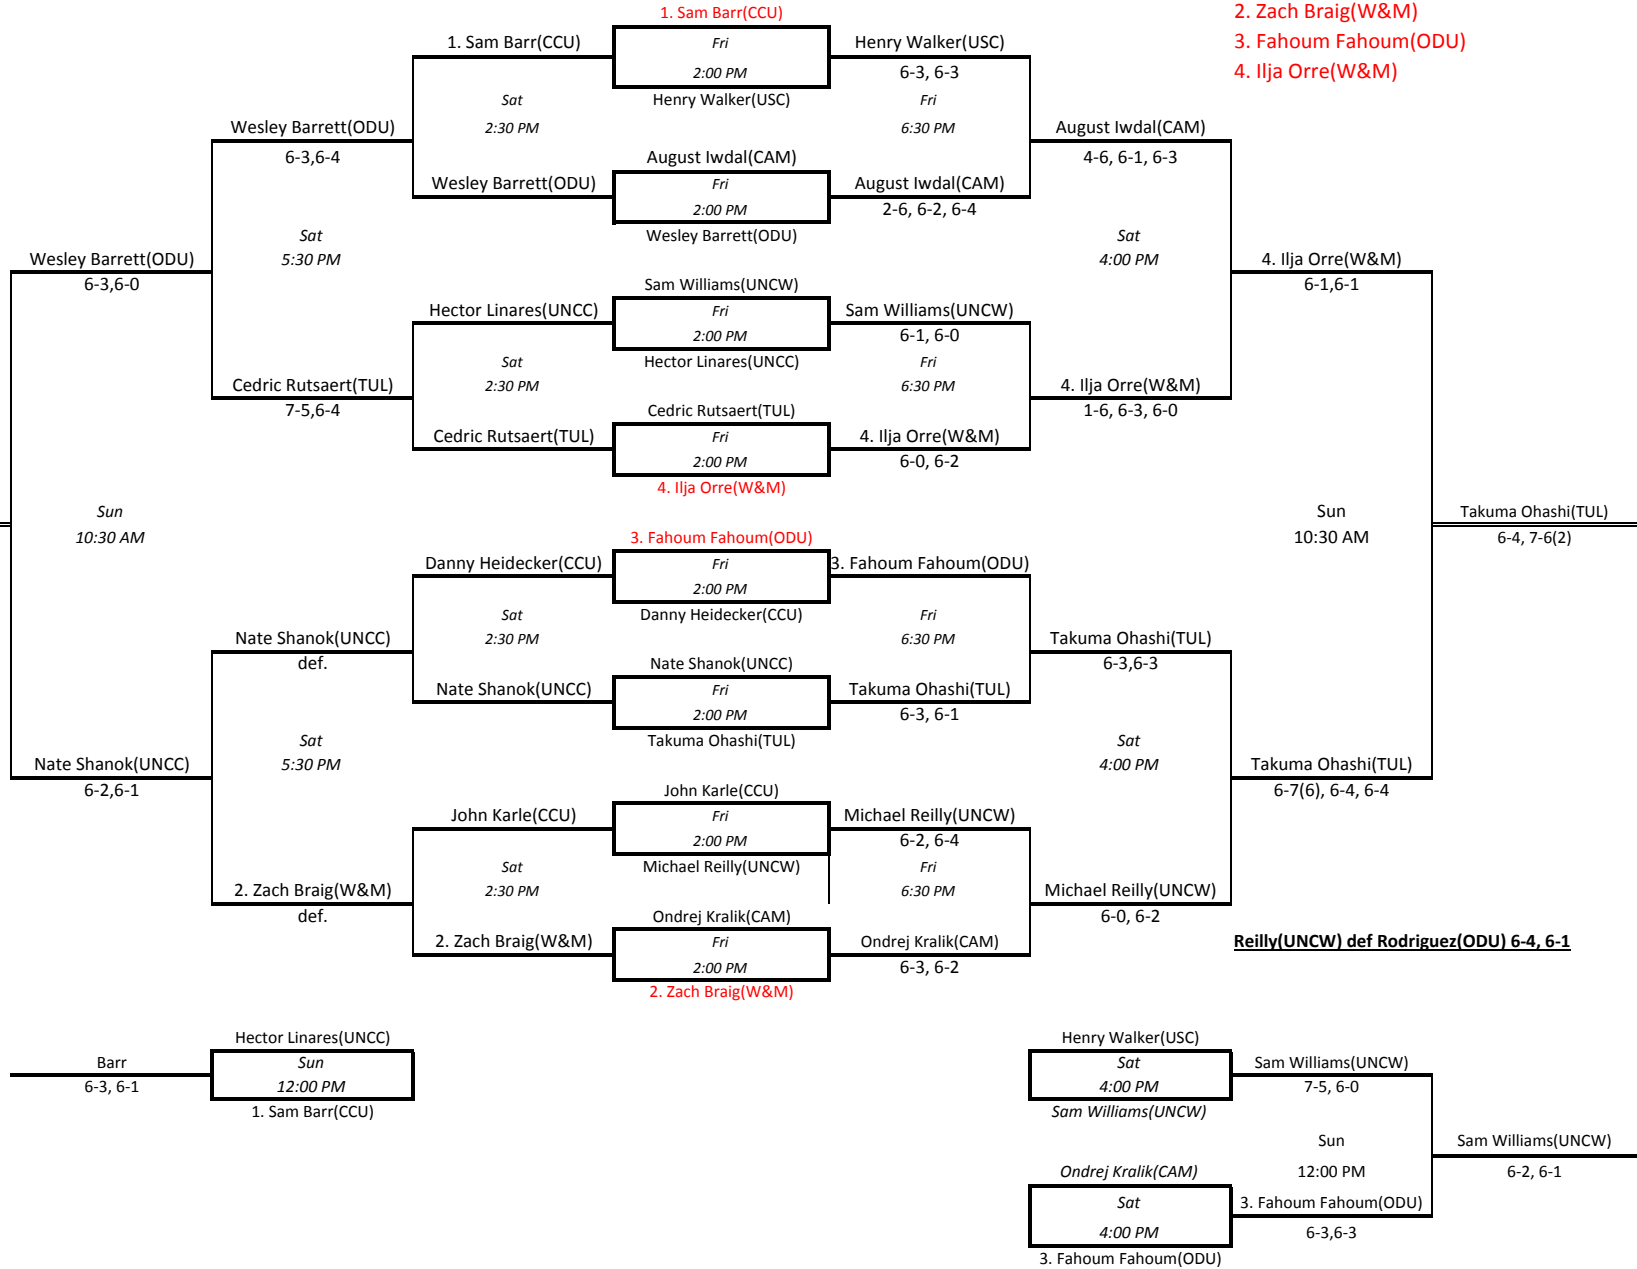 1. Sam Barr(CCU)
2. Zach Braig(W&M)
1. Sam Barr(CCU)
Fri
Henry Walker(USC)
3. Fahoum Fahoum(ODU)
2:00 PM
6-3, 6-3
4. Ilja Orre(W&M)
Sat
Henry Walker(USC)
Fri
Wesley Barrett(ODU)
2:30 PM
6:30 PM
August Iwdal(CAM)
6-3,6-4
August Iwdal(CAM)
4-6, 6-1, 6-3
Wesley Barrett(ODU)
Fri
August Iwdal(CAM)
2:00 PM
2-6, 6-2, 6-4
Sat
Wesley Barrett(ODU)
Sat
Wesley Barrett(ODU)
5:30 PM
4:00 PM
4. Ilja Orre(W&M)
6-3,6-0
Sam Williams(UNCW)
6-1,6-1
Hector Linares(UNCC)
Fri
Sam Williams(UNCW)
2:00 PM
6-1, 6-0
Sat
Hector Linares(UNCC)
Fri
Cedric Rutsaert(TUL)
2:30 PM
6:30 PM
4. Ilja Orre(W&M)
7-5,6-4
Cedric Rutsaert(TUL)
1-6, 6-3, 6-0
Cedric Rutsaert(TUL)
Fri
4. Ilja Orre(W&M)
2:00 PM
6-0, 6-2
4. Ilja Orre(W&M)
Sun
Sun
Takuma Ohashi(TUL)
10:30 AM
3. Fahoum Fahoum(ODU)
10:30 AM
6-4, 7-6(2)
Danny Heidecker(CCU)
Fri
3. Fahoum Fahoum(ODU)
2:00 PM
Sat
Danny Heidecker(CCU)
Fri
Nate Shanok(UNCC)
2:30 PM
6:30 PM
Takuma Ohashi(TUL)
def.
Nate Shanok(UNCC)
6-3,6-3
Nate Shanok(UNCC)
Fri
Takuma Ohashi(TUL)
2:00 PM
6-3, 6-1
Sat
Takuma Ohashi(TUL)
Sat
Nate Shanok(UNCC)
5:30 PM
4:00 PM
Takuma Ohashi(TUL)
6-2,6-1
John Karle(CCU)
6-7(6), 6-4, 6-4
John Karle(CCU)
Fri
Michael Reilly(UNCW)
2:00 PM
6-2, 6-4
Sat
Michael Reilly(UNCW)
Fri
2. Zach Braig(W&M)
2:30 PM
6:30 PM
Michael Reilly(UNCW)
def.
Ondrej Kralik(CAM)
6-0, 6-2
2. Zach Braig(W&M)
Fri
Ondrej Kralik(CAM)
Reilly(UNCW) def Rodriguez(ODU) 6-4, 6-1
2:00 PM
6-3, 6-2
2. Zach Braig(W&M)
Hector Linares(UNCC)
Henry Walker(USC)
Barr
Sun
Sat
Sam Williams(UNCW)
6-3, 6-1
12:00 PM
4:00 PM
7-5, 6-0
1. Sam Barr(CCU)
Sam Williams(UNCW)
Sun
Sam Williams(UNCW)
Ondrej Kralik(CAM)
12:00 PM
6-2, 6-1
Sat
3. Fahoum Fahoum(ODU)
4:00 PM
6-3,6-3
3. Fahoum Fahoum(ODU)